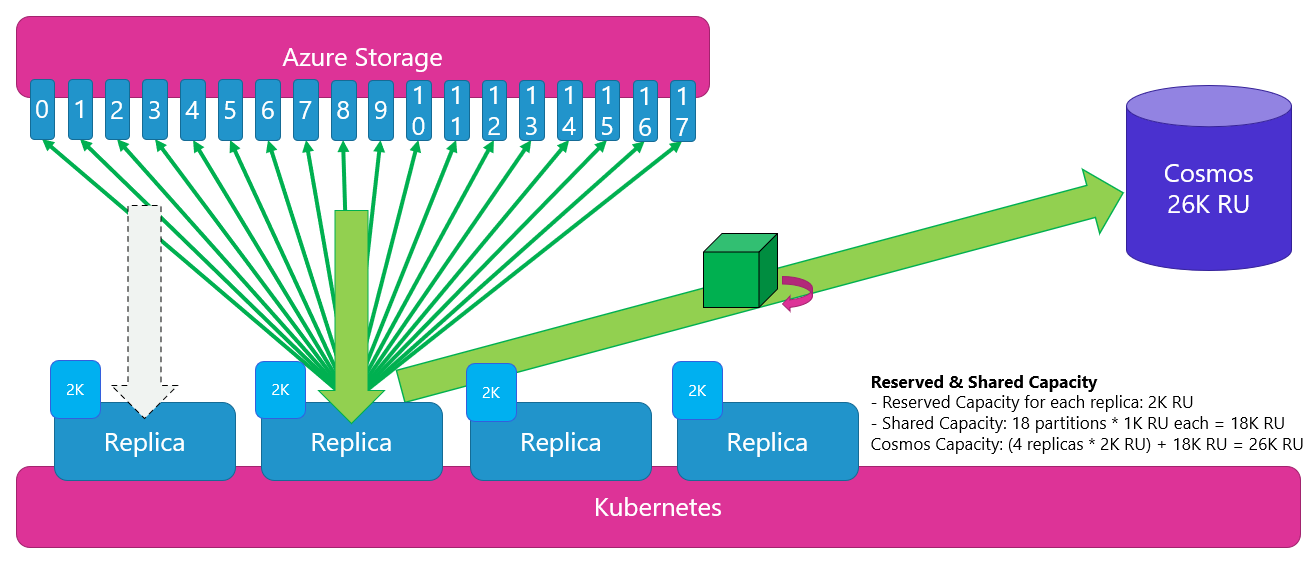 Azure Storage
0 1 2 3 4 5 6 7 8 9 10 11 12 13 14 15 16 17
Cosmos
26K RU
2K 2K 2K 2K
Replica Replica Replica Replica
Reserved & Shared Capacity
- Reserved Capacity for each replica: 2K RU
- Shared Capacity: 18 partitions * 1K RU each = 18K RU
Cosmos Capacity: (4 replicas * 2K RU) + 18K RU = 26K RU
Kubernetes